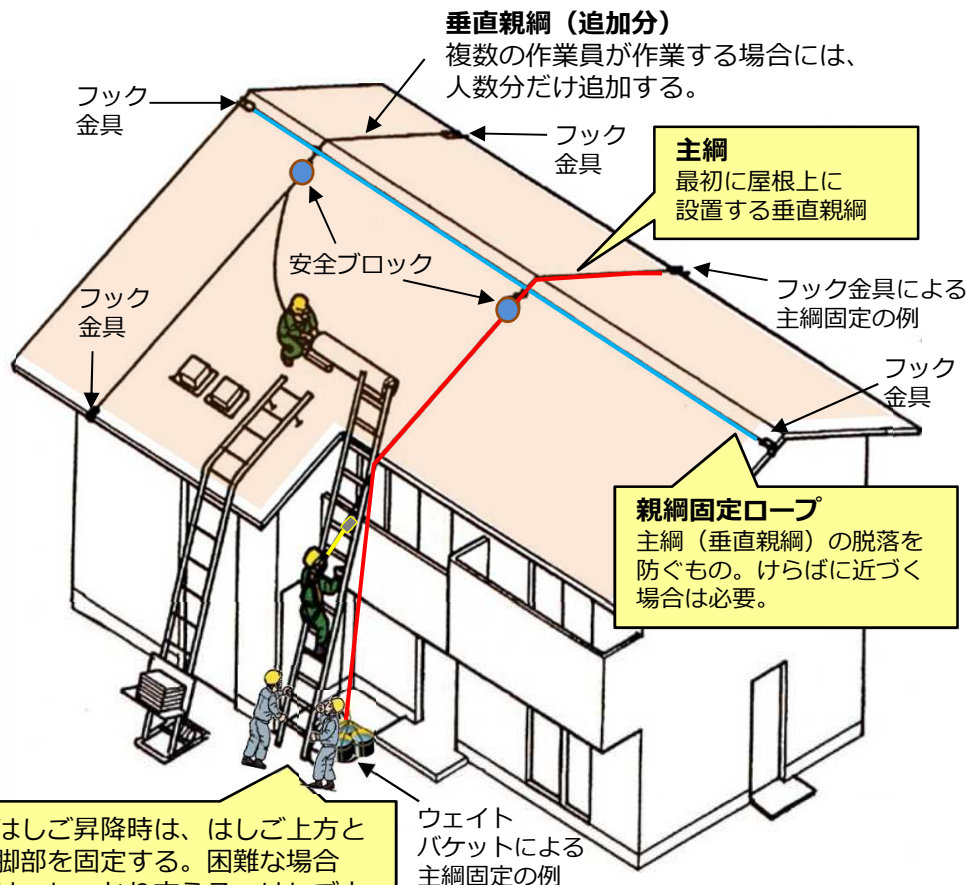 垂直親綱（追加分）
複数の作業員が作業する場合には、
人数分だけ追加する。
フック
金具
フック
金具
主綱
最初に屋根上に
設置する垂直親綱
安全ブロック
フック金具による
主綱固定の例
フック
金具
フック
金具
親綱固定ロープ
主綱（垂直親綱）の脱落を
防ぐもの。けらばに近づく
場合は必要。
はしご昇降時は、はしご上方と
脚部を固定する。困難な場合
ウェイト
バケットによる
主綱固定の例